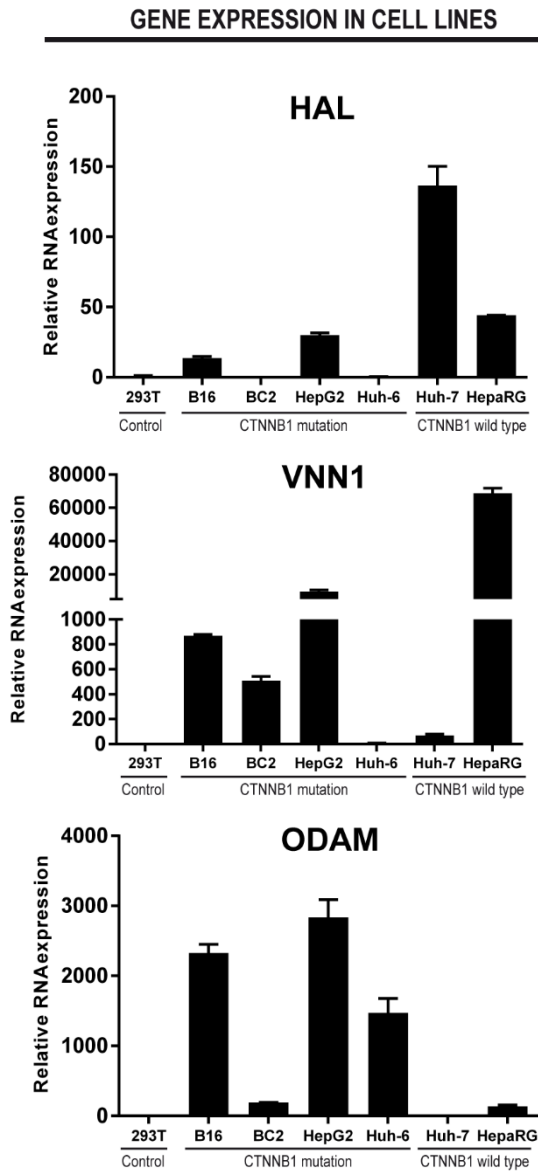 GENE EXPRESSION IN CELL LINES
HAL
Relative RNAexpression
200
150
100
50
0
293T B16 BC2 HepG2 Huh-6 Huh-7 HepaRG
Control CTNNB1 mutation CTNNB1 wild type
VNN1
Relative RNAexpression
80000
60000
40000
20000
1000
800
600
400
200
0
293T B16 BC2 HepG2 Huh-6 Huh-7 HepaRG
Control CTNNB1 mutation CTNNB1 wild type
ODAM
Relative RNAexpression
4000
3000
2000
1000
0
293T B16 BC2 HepG2 Huh-6 Huh-7 HepaRG
Control CTNNB1 mutation CTNNB1 wild type